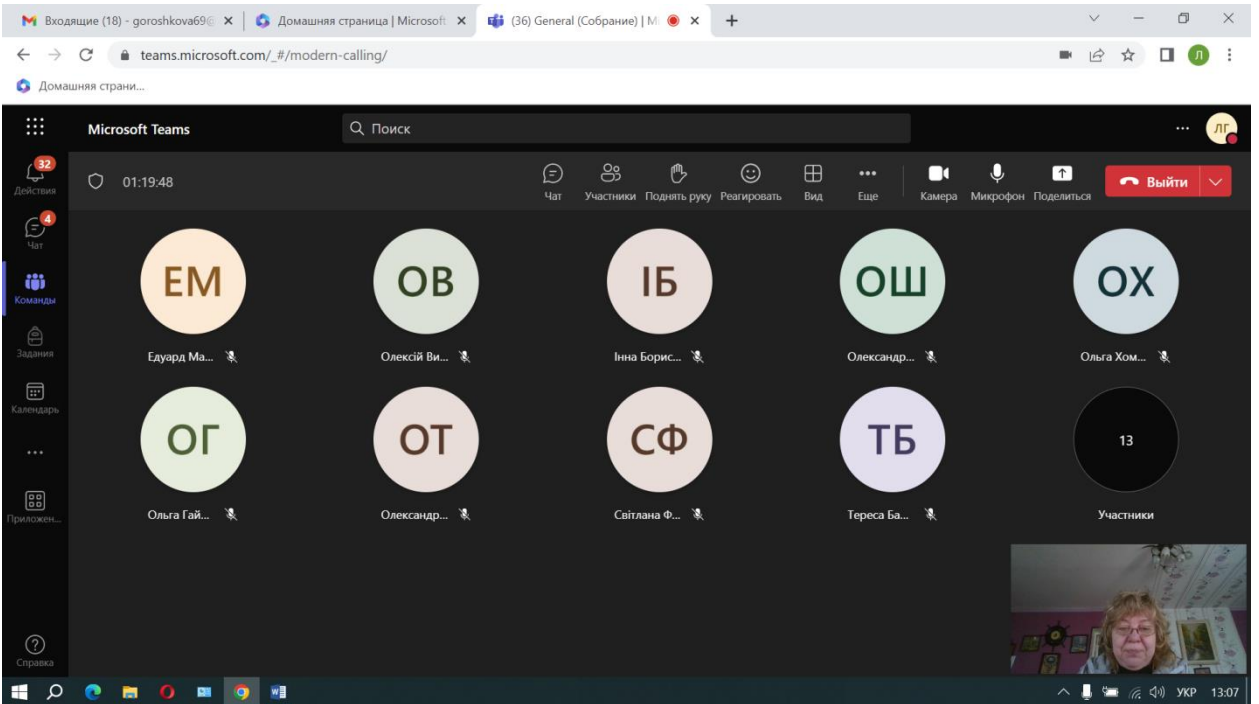 Входящие (18) - goroshkova69@
Домашняя страница | Microsoft
(36) General (Собрание) | M
teams.microsoft.com/_#/modern-calling/
Л
Домашняя страни...
Microsoft Teams
Поиск
ЛГ
32
Действия
01:19:48
Чат
Участники
Поднять руку
Реагировать
Вид
Еще
Камера
Микрофон
Поделиться
Выйти
4
Чат
Команды
Задания
Календарь
Приложен...
Справка
ЕМ ОВ ІБ ОШ ОХ
Едуард Ма... Олексій Ви... Інна Борис... Олександр... Ольга Хом...
ОГ ОТ СФ ТБ 13
Ольга Гай... Олександр... Світлана Ф... Тереса Ба... Участники
УКР 13:07